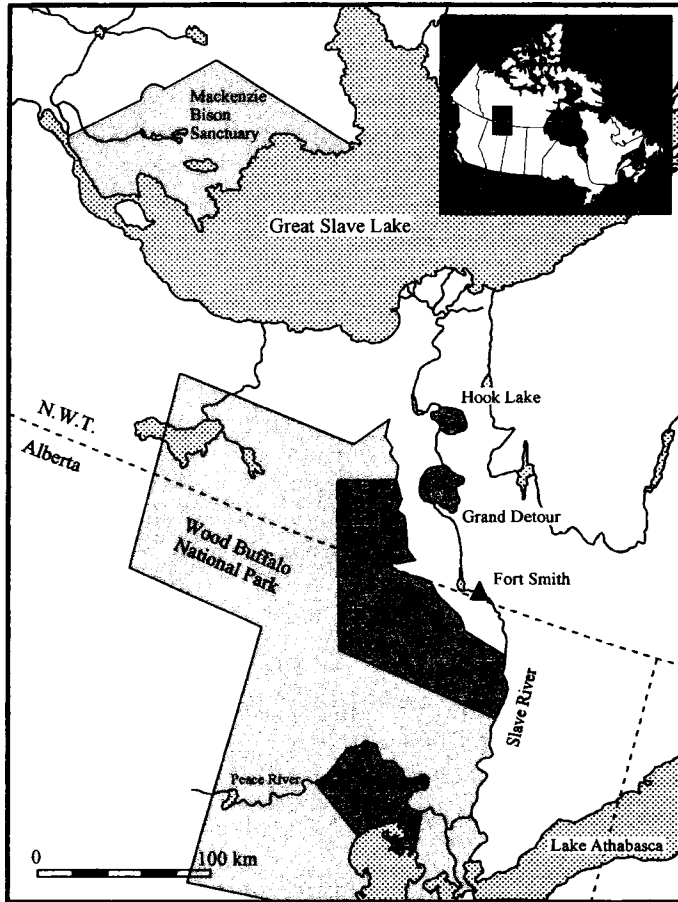 Mackenzie
Bison
Sanctuary
Great Slave Lake
Hook Lake
N.W.T.
Alberta
Grand Detour
Wood Buffalo
National Park
Fort Smith
Slave River
Peace River
Lake Athabasca
0
100 km